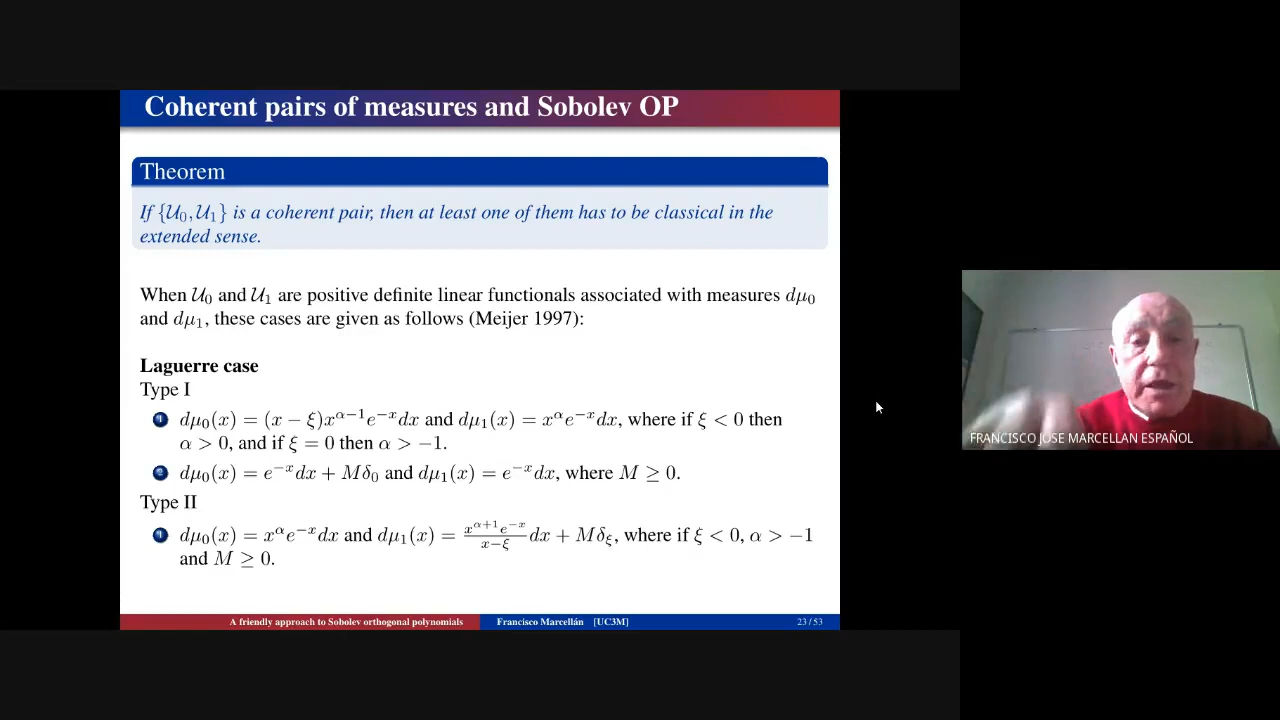 Coherent pairs of measures and Sobolev OP
Theorem
If {𝒰₀, 𝒰₁} is a coherent pair, then at least one of them has to be classical in the
extended sense.
When 𝒰₀ and 𝒰₁ are positive definite linear functionals associated with measures dμ₀
and dμ₁, these cases are given as follows (Meijer 1997):
Laguerre case
Type I
1 dμ₀(x) = (x − ξ)x^{α−1}e^{−x}dx and dμ₁(x) = x^α e^{−x}dx, where if ξ < 0 then
α > 0, and if ξ = 0 then α > −1.
2 dμ₀(x) = e^{−x}dx + Mδ₀ and dμ₁(x) = e^{−x}dx, where M ≥ 0.
Type II
1 dμ₀(x) = x^α e^{−x}dx and dμ₁(x) = \frac{x^{α+1}e^{−x}}{x−ξ}dx + Mδ_ξ, where if ξ < 0, α > −1
and M ≥ 0.
A friendly approach to Sobolev orthogonal polynomials Francisco Marcellán [UC3M] 23 / 53
FRANCISCO JOSE MARCELLAN ESPAÑOL